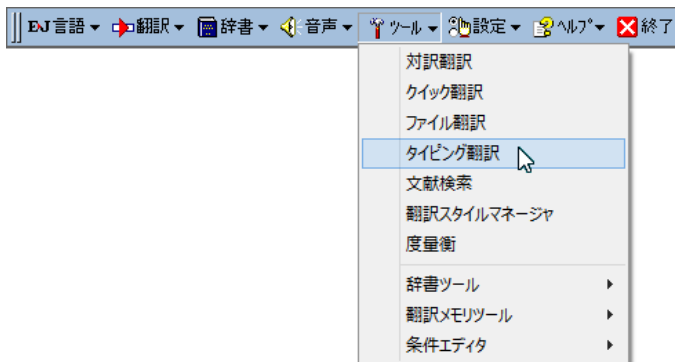 EJ言語 翻訳 辞書 音声 ツール 設定 ヘルプ 終了
対訳翻訳
クイック翻訳
ファイル翻訳
タイピング翻訳
文献検索
翻訳スタイルマネージャ
度量衡
辞書ツール
翻訳メモリツール
条件エディタ